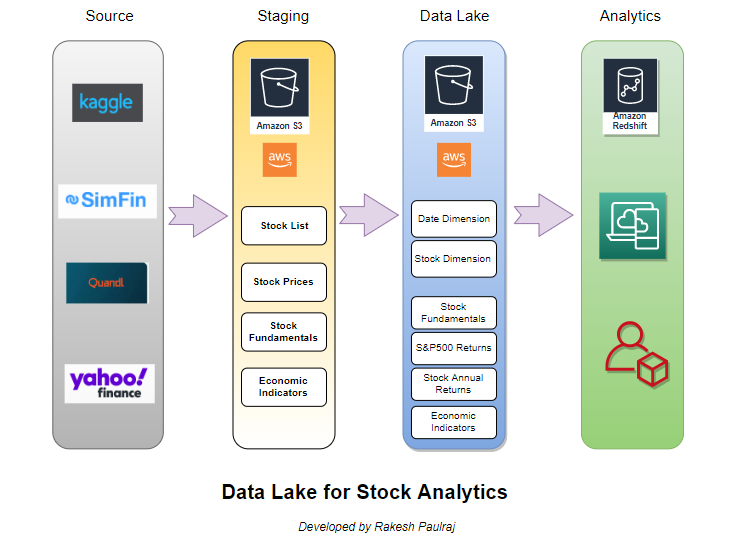 Source
Staging
Data Lake
Analytics
kaggle
SimFin
Quandl
yahoo!
finance
Amazon S3
aws
Stock List
Stock Prices
Stock
Fundamentals
Economic
Indicators
Amazon S3
aws
Date Dimension
Stock Dimension
Stock
Fundamentals
S&P500 Returns
Stock Annual
Returns
Economic
Indicators
Amazon
Redshift
Data Lake for Stock Analytics
Developed by Rakesh Paulraj